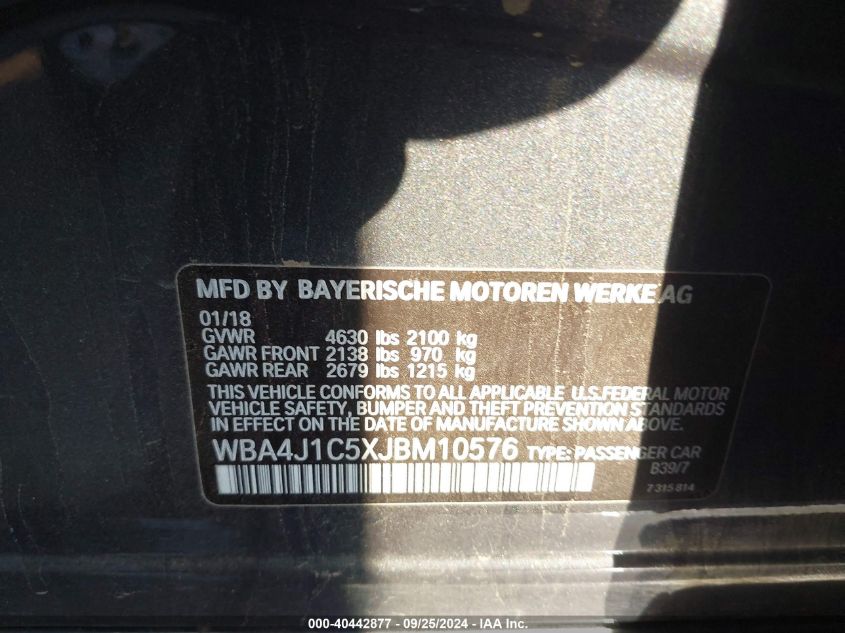 MFD BY BAYERISCHE MOTOREN WERKE AG
01/18
GVWR 4630 lbs 2100 kg
GAWR FRONT 2138 lbs 970 kg
GAWR REAR 2679 lbs 1215 kg
THIS VEHICLE CONFORMS TO ALL APPLICABLE U.S.FEDERAL MOTOR
VEHICLE SAFETY, BUMPER AND THEFT PREVENTION STANDARDS
IN EFFECT ON THE DATE OF MANUFACTURE SHOWN ABOVE.
WBA4J1C5XJBM10576 TYPE: PASSENGER CAR
B39/7
7 315 814
000-40442877 - 09/25/2024 - IAA Inc.